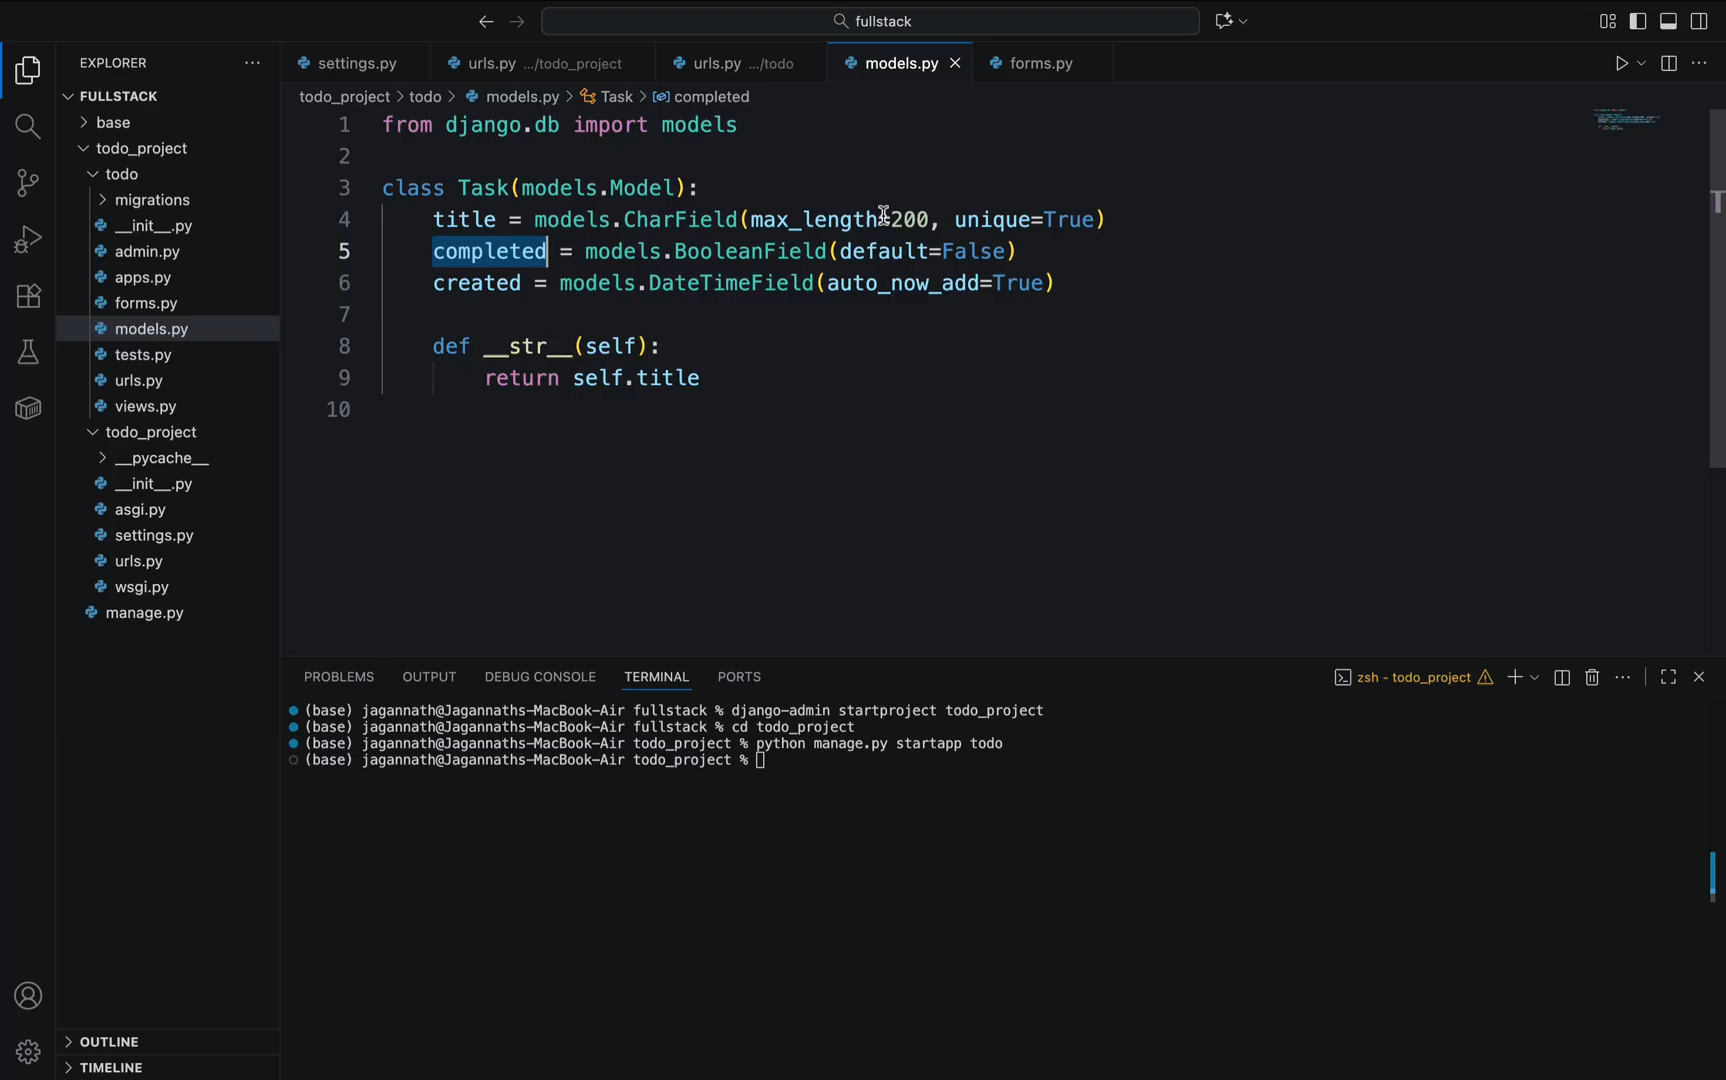 fullstack
EXPLORER
settings.py
urls.py .../todo_project
urls.py .../todo
models.py
forms.py
FULLSTACK
todo_project > todo > models.py > Task > completed
base
todo_project
todo
migrations
__init__.py
admin.py
apps.py
forms.py
models.py
tests.py
urls.py
views.py
todo_project
__pycache__
__init__.py
asgi.py
settings.py
urls.py
wsgi.py
manage.py
OUTLINE
TIMELINE
1 from django.db import models
2
3 class Task(models.Model):
4 title = models.CharField(max_length=200, unique=True)
5 completed = models.BooleanField(default=False)
6 created = models.DateTimeField(auto_now_add=True)
7
8 def __str__(self):
9 return self.title
10
PROBLEMS OUTPUT DEBUG CONSOLE TERMINAL PORTS
zsh - todo_project
(base) jagannath@Jagannaths-MacBook-Air fullstack % django-admin startproject todo_project
(base) jagannath@Jagannaths-MacBook-Air fullstack % cd todo_project
(base) jagannath@Jagannaths-MacBook-Air todo_project % python manage.py startapp todo
(base) jagannath@Jagannaths-MacBook-Air todo_project %